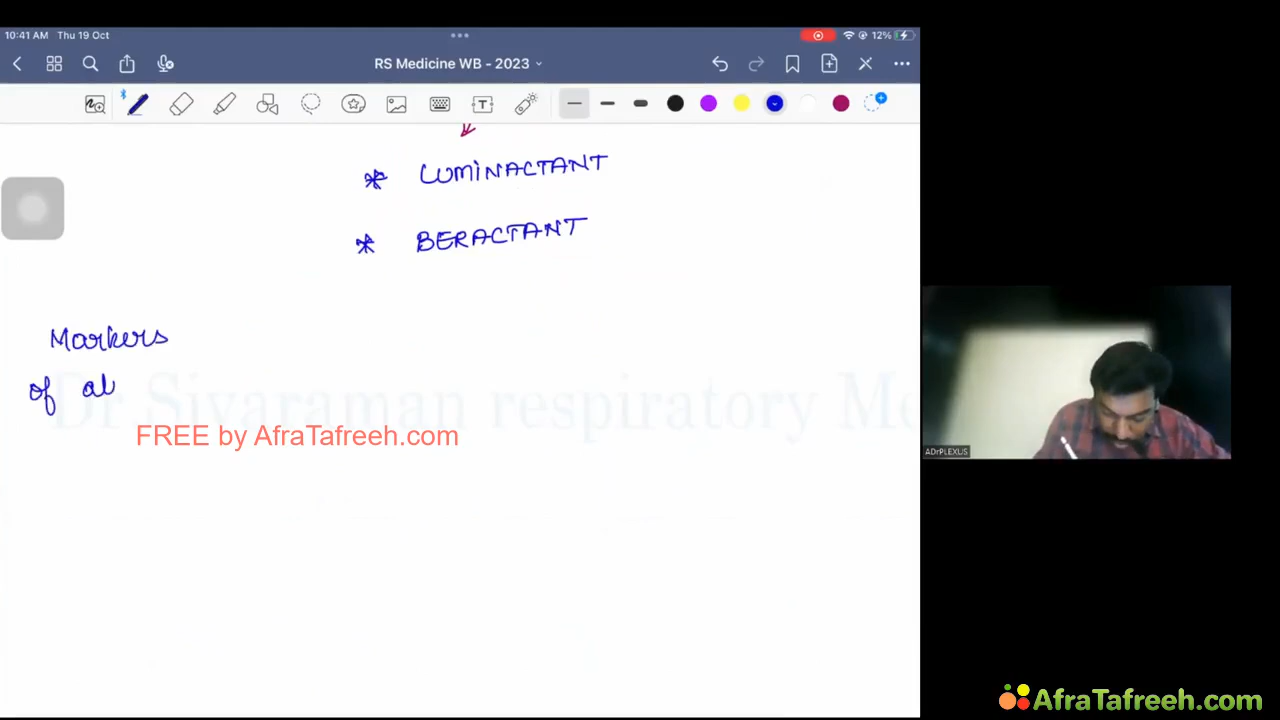 10:41 AM Thu 19 Oct
12%
RS Medicine WB - 2023
T
* LUMINACTANT
* BERACTANT
Markers
of al
Dr Sivaraman respiratory Me
FREE by AfraTafreeh.com
ADrPLEXUS
AfraTafreeh.com